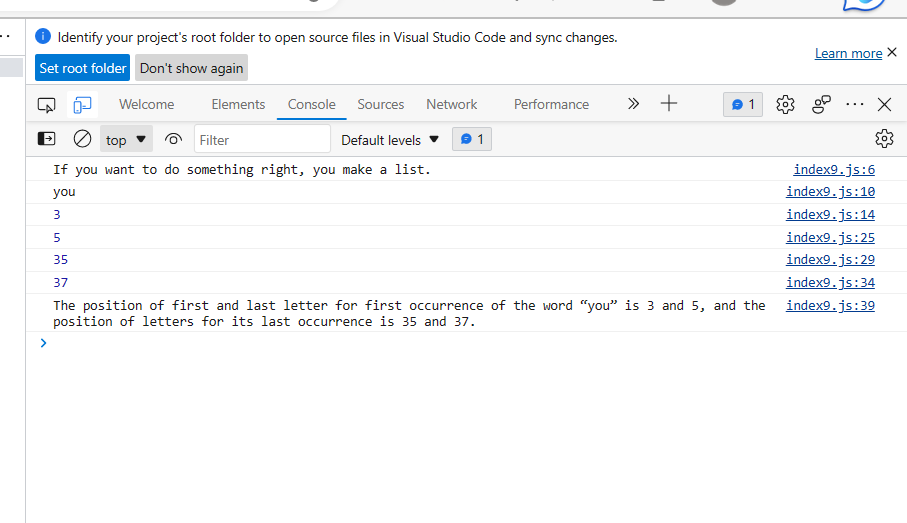 Identify your project's root folder to open source files in Visual Studio Code and sync changes.
Learn more
Set root folder Don't show again
Welcome Elements Console Sources Network Performance 1
top Filter Default levels 1
If you want to do something right, you make a list. index9.js:6
you index9.js:10
3 index9.js:14
5 index9.js:25
35 index9.js:29
37 index9.js:34
The position of first and last letter for first occurrence of the word “you” is 3 and 5, and the index9.js:39
position of letters for its last occurrence is 35 and 37.